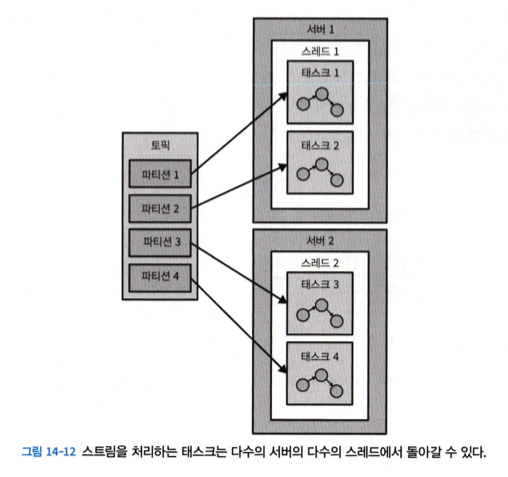 서버 1
스레드 1
태스크 1
태스크 2
토픽
파티션 1
파티션 2
파티션 3
파티션 4
서버 2
스레드 2
태스크 3
태스크 4
그림 14-12 스트림을 처리하는 태스크는 다수의 서버의 다수의 스레드에서 돌아갈 수 있다.